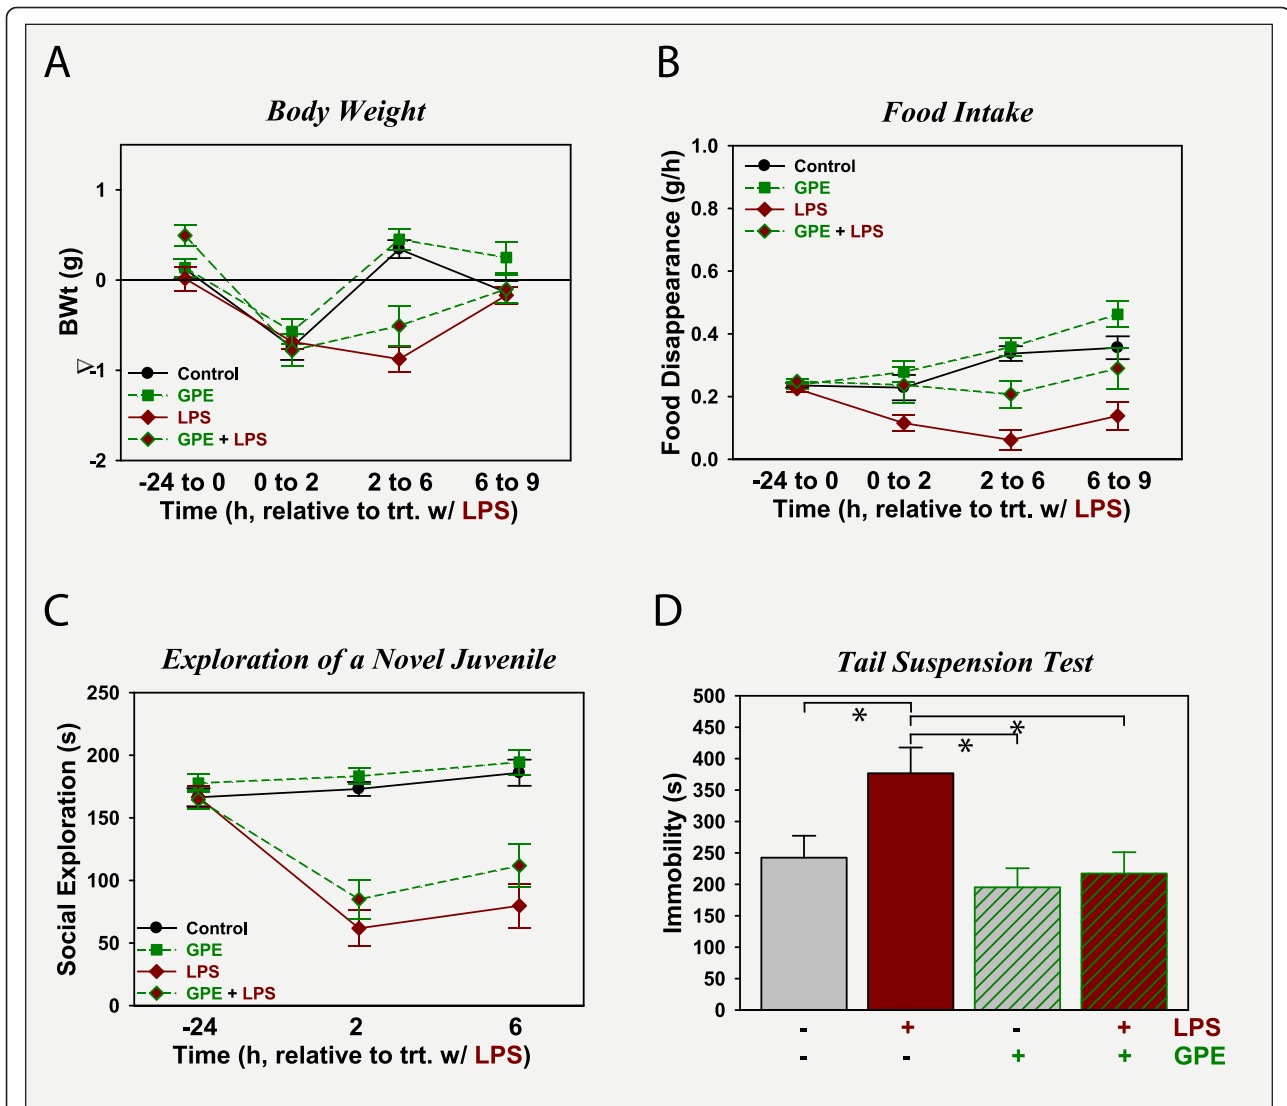 A
Body Weight
1
0
-1
-2
∇ BWt (g)
Control
GPE
LPS
GPE + LPS
-24 to 0 0 to 2 2 to 6 6 to 9
Time (h, relative to trt. w/ LPS)
B
Food Intake
1.0
0.8
0.6
0.4
0.2
0.0
Food Disappearance (g/h)
Control
GPE
LPS
GPE + LPS
-24 to 0 0 to 2 2 to 6 6 to 9
Time (h, relative to trt. w/ LPS)
C
Exploration of a Novel Juvenile
250
200
150
100
50
0
Social Exploration (s)
Control
GPE
LPS
GPE + LPS
-24 2 6
Time (h, relative to trt. w/ LPS)
D
Tail Suspension Test
500
450
400
350
300
250
200
150
100
50
0
Immobility (s)
* * *
- + - + LPS
- - + + GPE